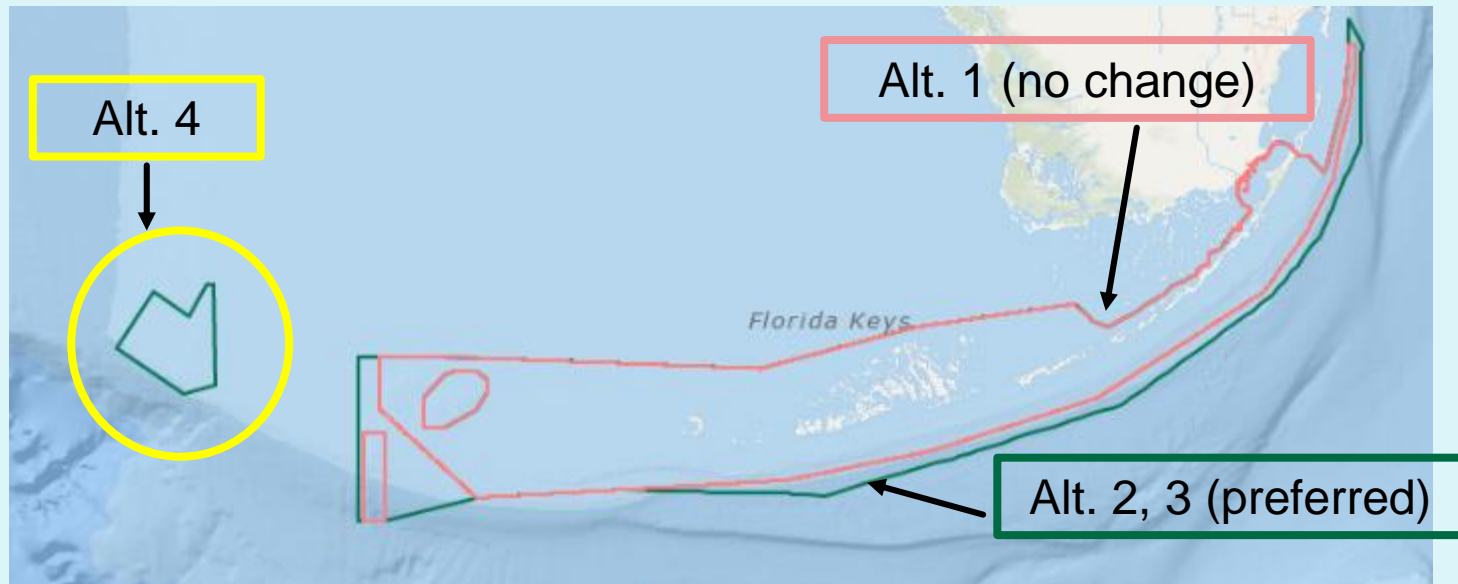 Alt. 1 (no change)
Alt. 4
Florida Keys
Alt. 2, 3 (preferred)